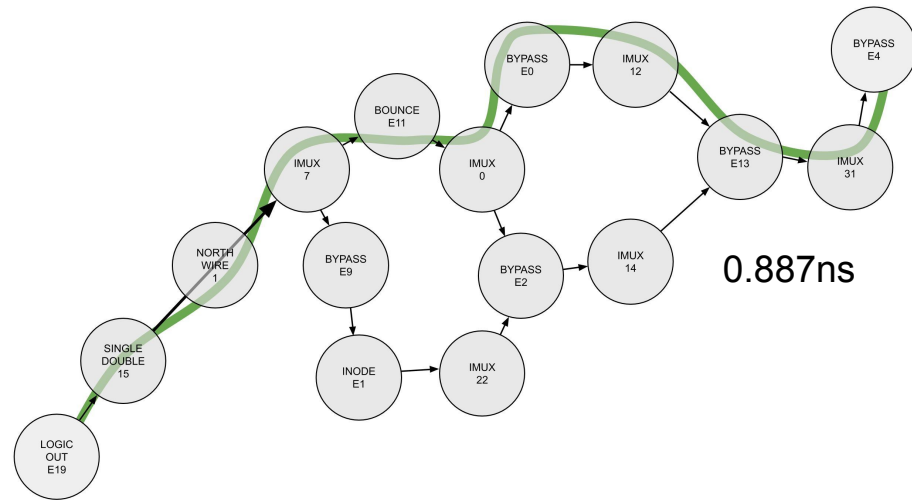 BYPASS
E4
BYPASS
E0
IMUX
12
BOUNCE
E11
IMUX
7
IMUX
0
BYPASS
E13
IMUX
31
NORTH
WIRE
1
BYPASS
E9
BYPASS
E2
IMUX
14
0.887ns
SINGLE
DOUBLE
15
INODE
E1
IMUX
22
LOGIC
OUT
E19